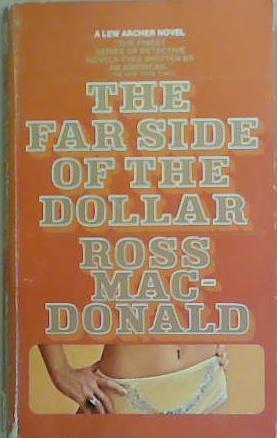 A LEW ARCHER NOVEL
"THE FINEST
SERIES OF DETECTIVE
NOVELS EVER WRITTEN BY
AN AMERICAN."
THE NEW YORK TIMES
THE
FAR SIDE
OF THE
DOLLAR
ROSS
MAC-
DONALD